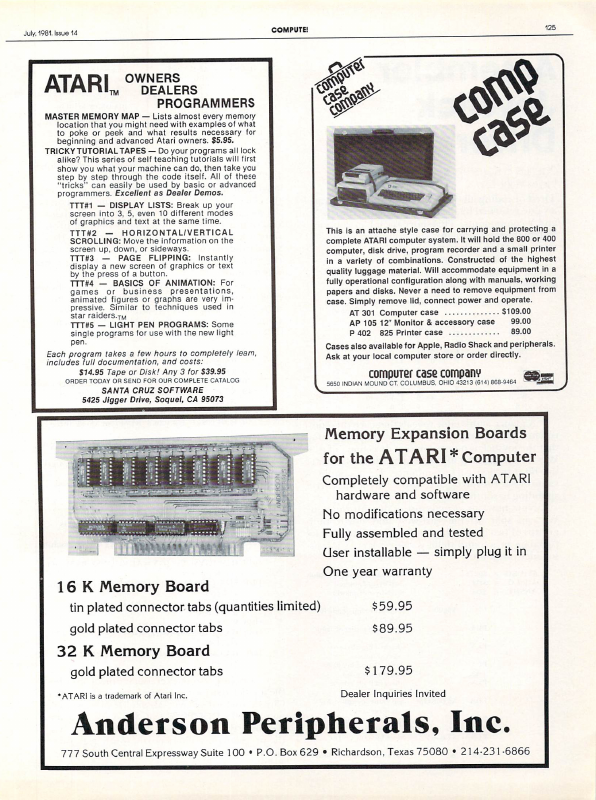 July, 1981. Issue 14
COMPUTE!
125
ATARI TM OWNERS
DEALERS
PROGRAMMERS
MASTER MEMORY MAP — Lists almost every memory
location that you might need with examples of what
to poke or peek and what results necessary for
beginning and advanced Atari owners. $5.95.
TRICKY TUTORIAL TAPES — Do your programs all lock
alike? This series of self teaching tutorials will first
show you what your machine can do, then take you
step by step through the code itself. All of these
"tricks" can easily be used by basic or advanced
programmers. Excellent as Dealer Demos.
TTT#1 — DISPLAY LISTS: Break up your
screen into 3, 5, even 10 different modes
of graphics and text at the same time.
TTT#2 — HORIZONTAL/VERTICAL
SCROLLING: Move the information on the
screen up, down, or sideways.
TTT#3 — PAGE FLIPPING: Instantly
display a new screen of graphics or text
by the press of a button.
TTT#4 — BASICS OF ANIMATION: For
games or business presentations,
animated figures or graphs are very im-
pressive. Similar to techniques used in
star raiders.TM
TTT#5 — LIGHT PEN PROGRAMS: Some
single programs for use with the new light
pen.
Each program takes a few hours to completely learn,
includes full documentation, and costs:
$14.95 Tape or Disk! Any 3 for $39.95
ORDER TODAY OR SEND FOR OUR COMPLETE CATALOG
SANTA CRUZ SOFTWARE
5425 Jigger Drive, Soquel, CA 95073
computer
case
company
comp
case
This is an attache style case for carrying and protecting a
complete ATARI computer system. It will hold the 800 or 400
computer, disk drive, program recorder and a small printer
in a variety of combinations. Constructed of the highest
quality luggage material. Will accommodate equipment in a
fully operational configuration along with manuals, working
papers and disks. Never a need to remove equipment from
case. Simply remove lid, connect power and operate.
AT 301 Computer case ............. $109.00
AP 105 12" Monitor & accessory case 99.00
P 402 825 Printer case ............ 89.00
Cases also available for Apple, Radio Shack and peripherals.
Ask at your local computer store or order directly.
computer case company
5650 INDIAN MOUND CT. COLUMBUS, OHIO 43213 (614) 868-9464
Memory Expansion Boards
for the ATARI* Computer
Completely compatible with ATARI
hardware and software
No modifications necessary
Fully assembled and tested
User installable — simply plug it in
One year warranty
16 K Memory Board
tin plated connector tabs (quantities limited) $59.95
gold plated connector tabs $89.95
32 K Memory Board
gold plated connector tabs $179.95
*ATARI is a trademark of Atari Inc. Dealer Inquiries Invited
Anderson Peripherals, Inc.
777 South Central Expressway Suite 100 • P.O. Box 629 • Richardson, Texas 75080 • 214-231-6866